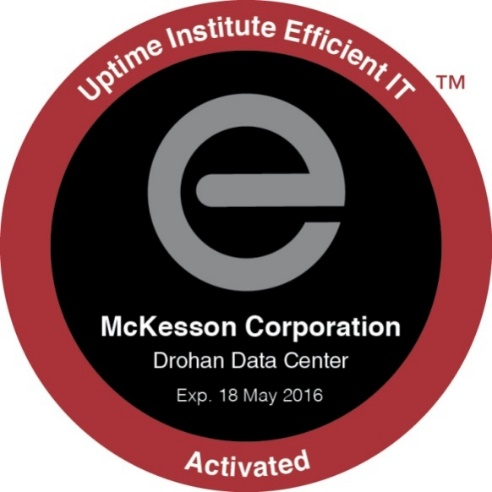 Uptime Institute Efficient IT ™
McKesson Corporation
Drohan Data Center
Exp. 18 May 2016
Activated